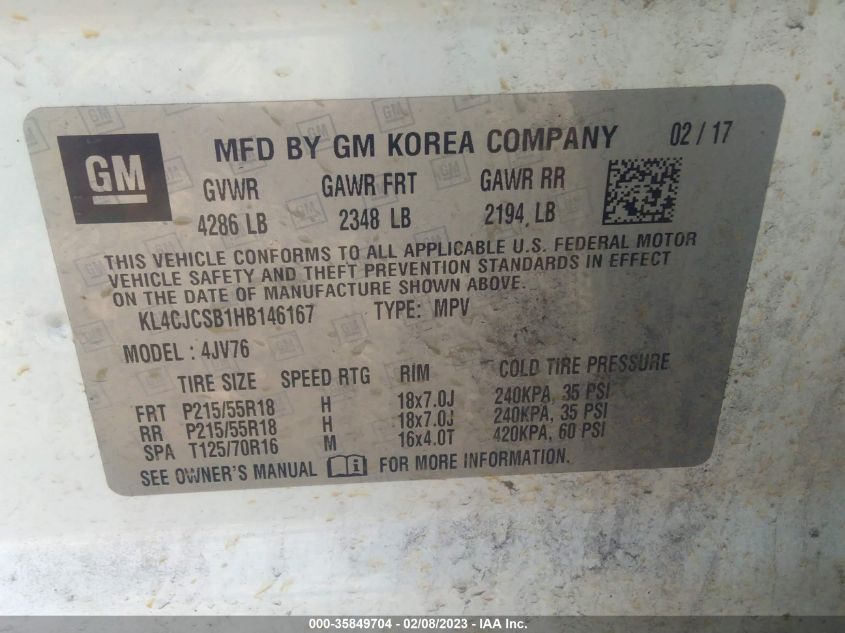 GM
MFD BY GM KOREA COMPANY 02 / 17
GVWR GAWR FRT GAWR RR
4286 LB 2348 LB 2194 LB
THIS VEHICLE CONFORMS TO ALL APPLICABLE U.S. FEDERAL MOTOR
VEHICLE SAFETY AND THEFT PREVENTION STANDARDS IN EFFECT
ON THE DATE OF MANUFACTURE SHOWN ABOVE.
KL4CJCSB1HB146167 TYPE: MPV
MODEL : 4JV76
TIRE SIZE SPEED RTG RIM COLD TIRE PRESSURE
FRT P215/55R18 H 18x7.0J 240KPA, 35 PSI
RR P215/55R18 H 18x7.0J 240KPA, 35 PSI
SPA T125/70R16 M 16x4.0T 420KPA, 60 PSI
SEE OWNER'S MANUAL FOR MORE INFORMATION.
000-35849704 - 02/08/2023 - IAA Inc.